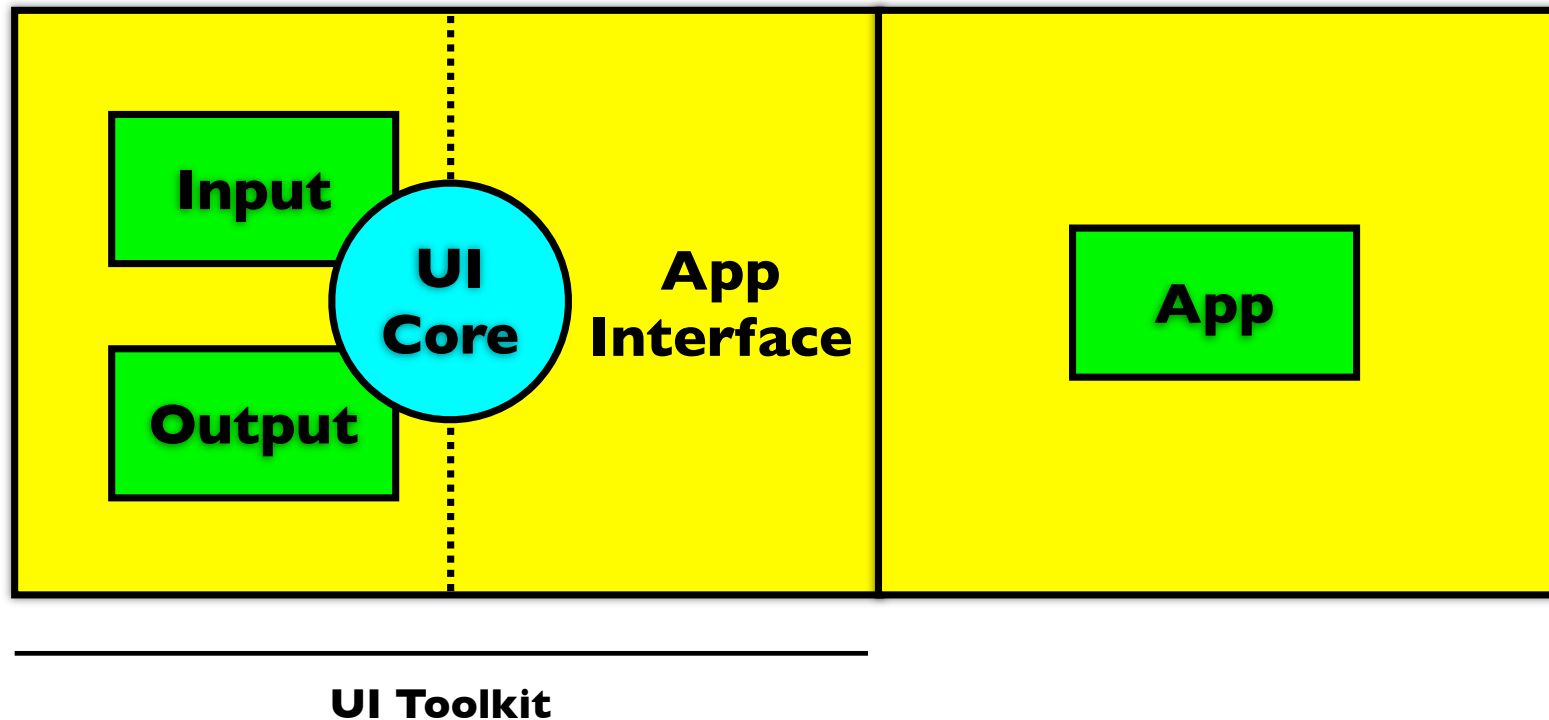 Input
UI
Core
App
Interface
App
Output
UI Toolkit